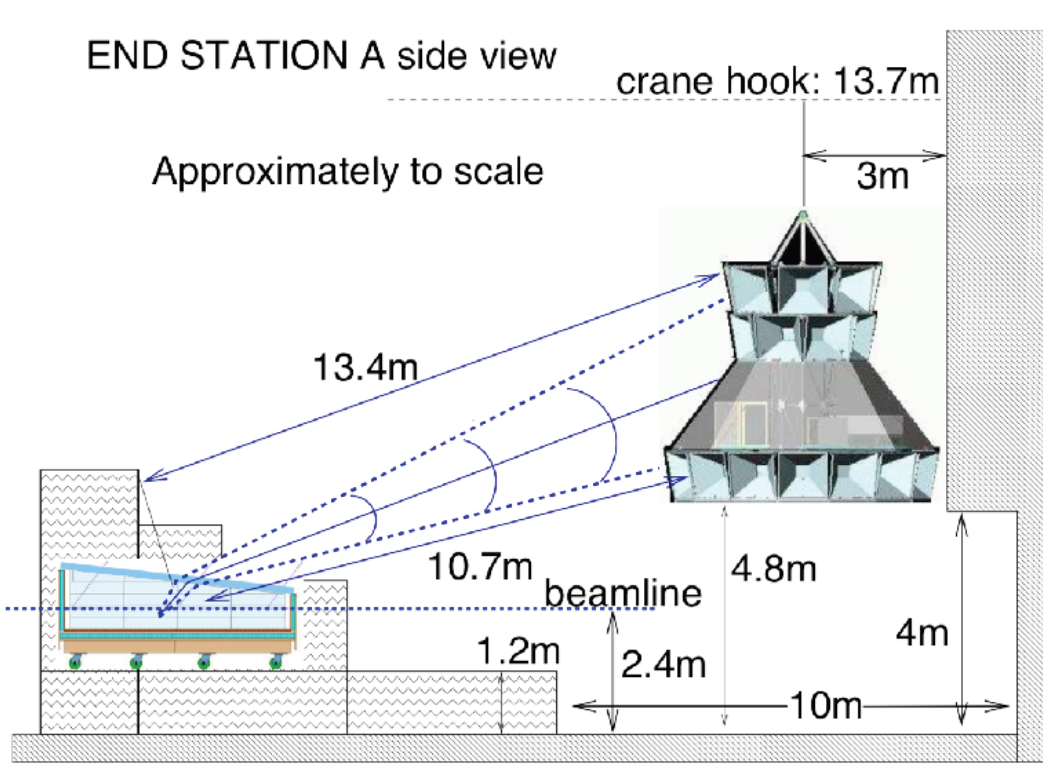 END STATION A side view
crane hook: 13.7m
Approximately to scale
3m
13.4m
10.7m
beamline
4.8m
1.2m
2.4m
4m
10m